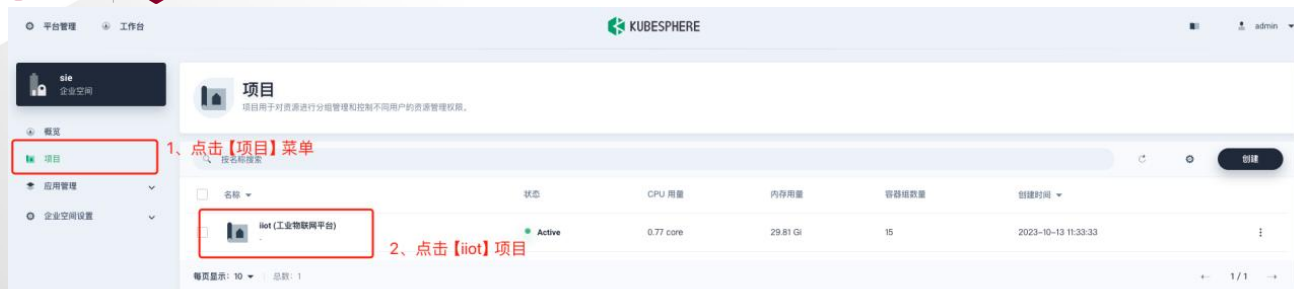 平台管理 工作台 KUBESPHERE admin
sie
企业空间
项目
项目用于对资源进行分组管理和控制不同用户的资源管理权限。
概览
项目
1、点击【项目】菜单
按名称搜索
创建
应用管理
名称 状态 CPU 用量 内存用量 容器组数量 创建时间
企业空间设置
iiot (工业物联网平台)
-
Active 0.77 core 29.81 Gi 15 2023-10-13 11:33:33
2、点击【iiot】项目
每页显示: 10 总数: 1 1/1